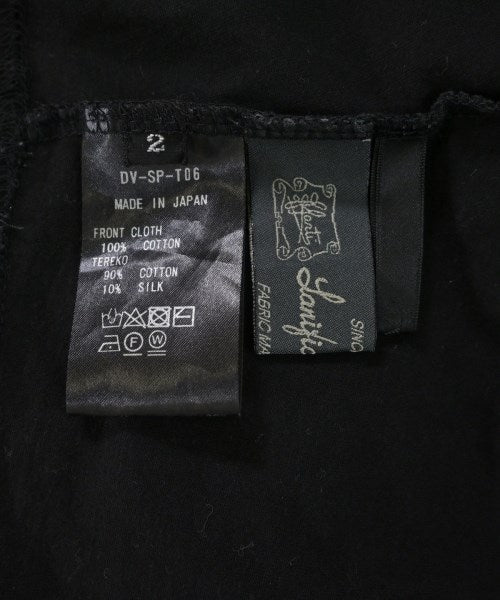 2
DV-SP-T06
MADE IN JAPAN
FRONT CLOTH
100% COTTON
TEREKO
90% COTTON
10% SILK
F W
Lanific
SINC
FABRIC MA